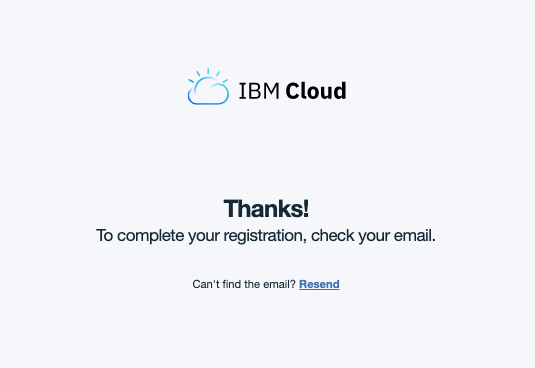 IBM Cloud
Thanks!
To complete your registration, check your email.
Can't find the email? Resend